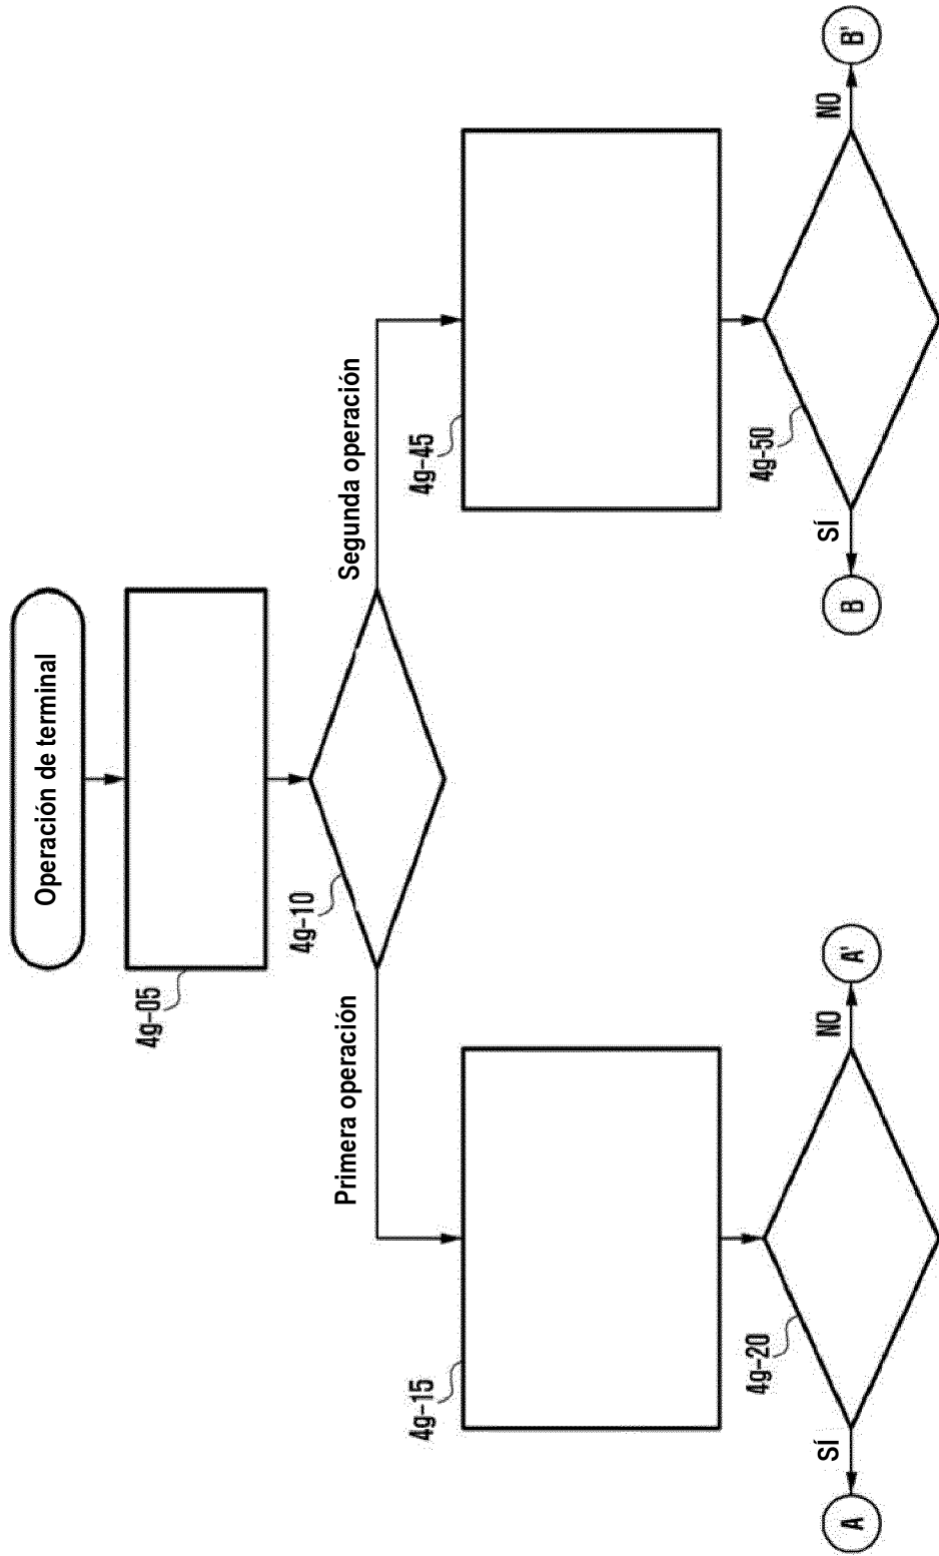 Operación de terminal
4g-05
4g-10
Primera operación
Segunda operación
4g-15
4g-45
4g-20
4g-50
SÍ
NO
SÍ
NO
A
A'
B
B'